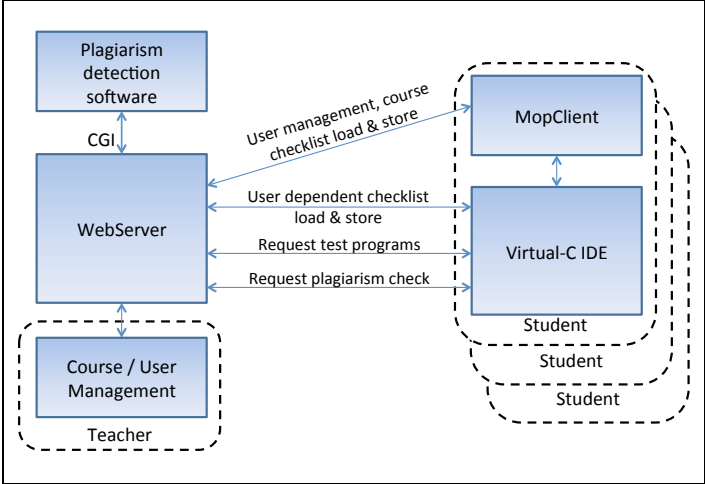 Plagiarism
detection
software
CGI
WebServer
Course / User
Management
Teacher
User management, course
checklist load & store
User dependent checklist
load & store
Request test programs
Request plagiarism check
MopClient
Virtual-C IDE
Student
Student
Student